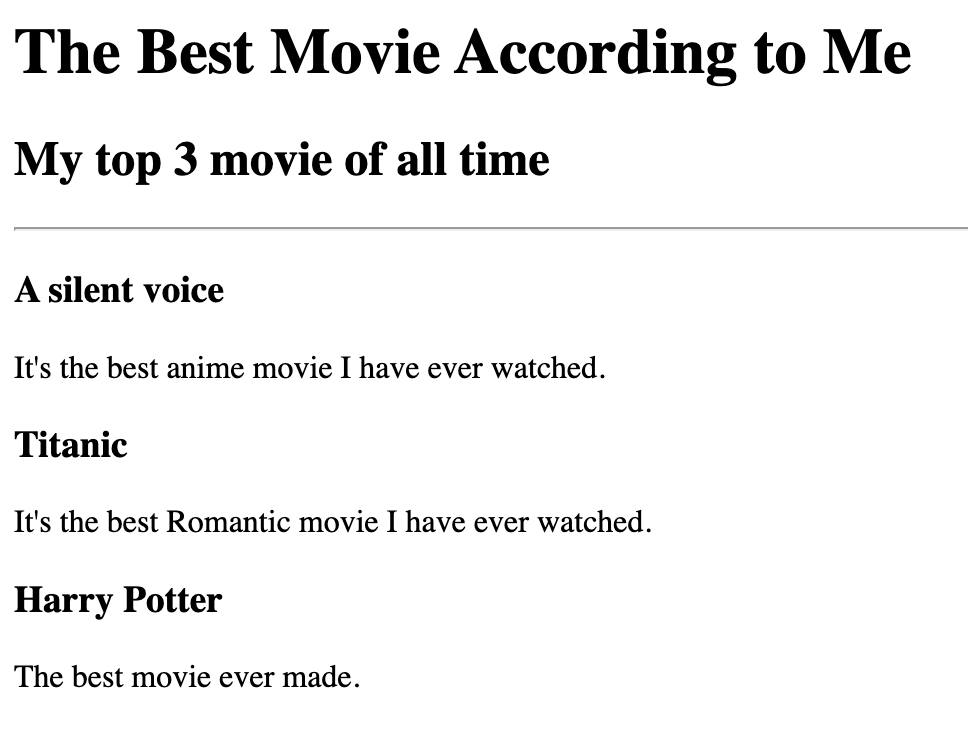 The Best Movie According to Me
My top 3 movie of all time
A silent voice
It's the best anime movie I have ever watched.
Titanic
It's the best Romantic movie I have ever watched.
Harry Potter
The best movie ever made.